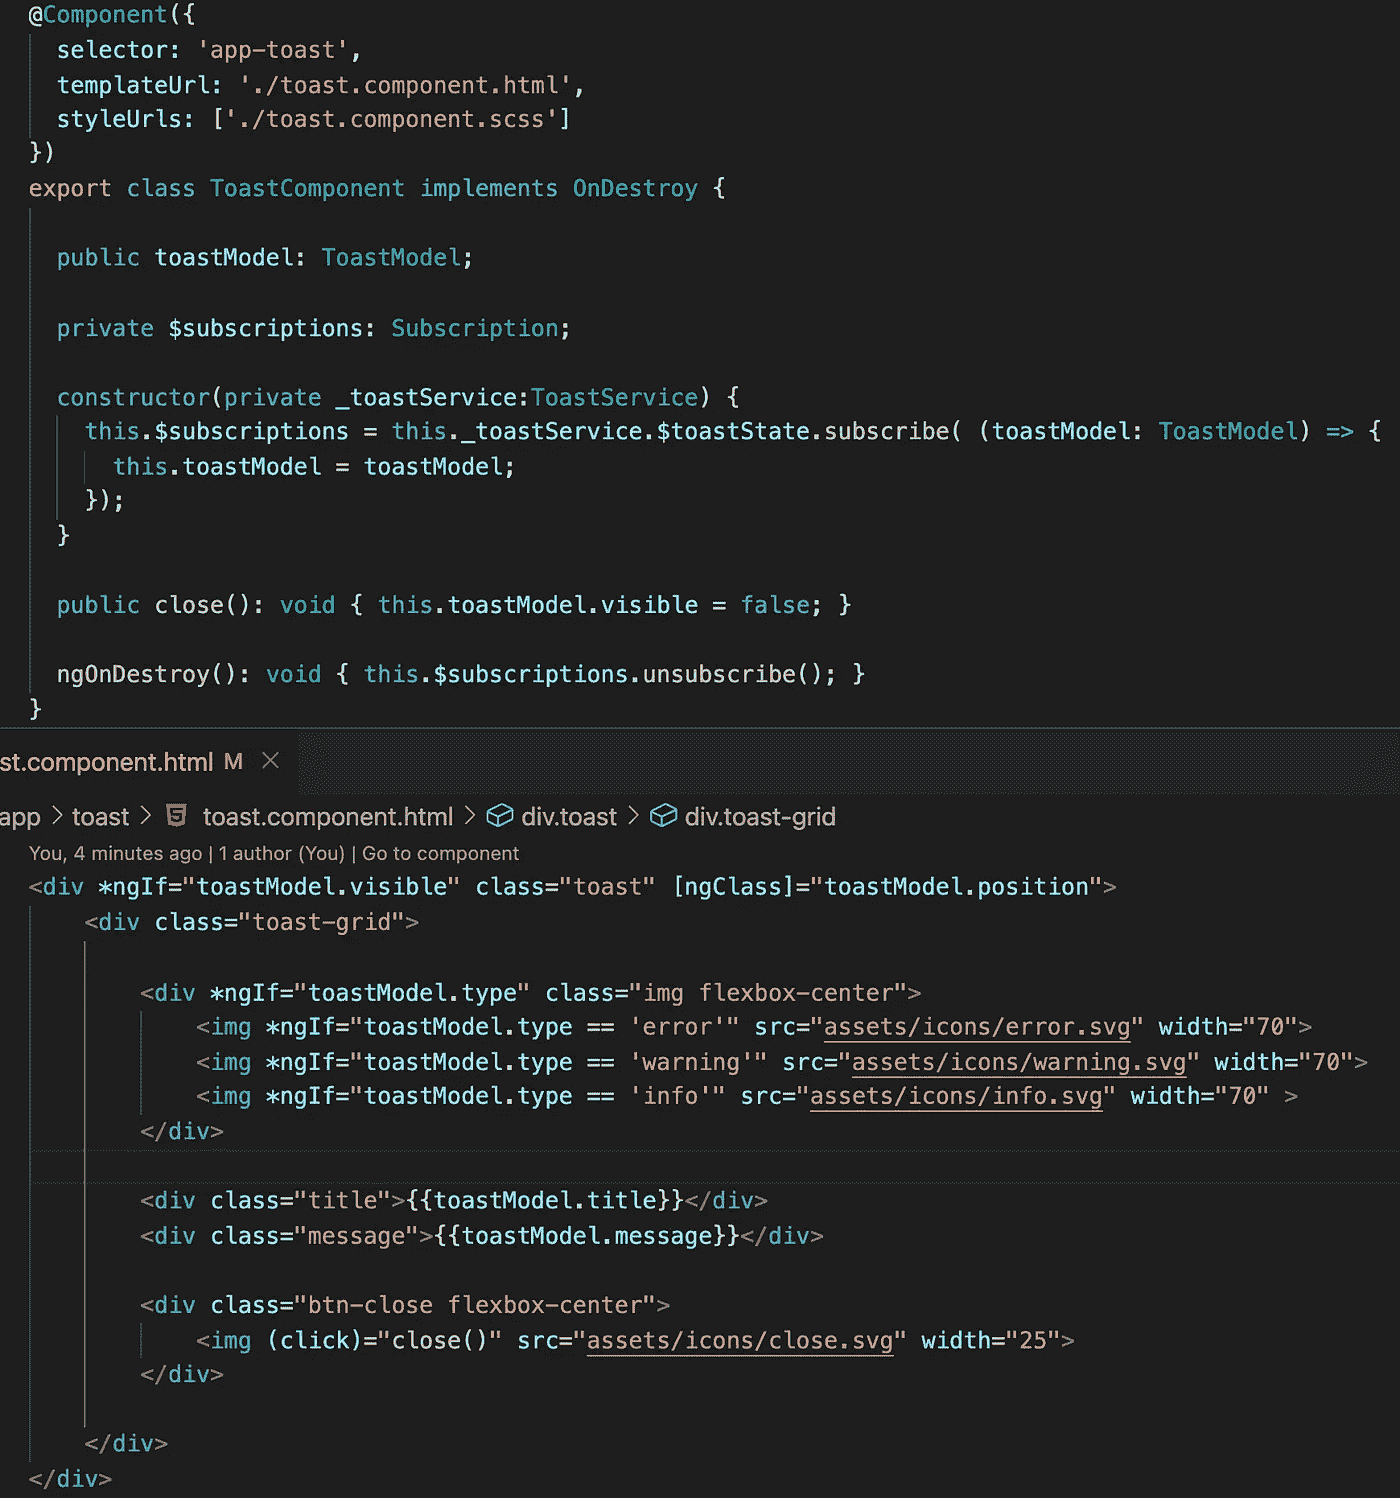 @Component({
  selector: 'app-toast',
  templateUrl: './toast.component.html',
  styleUrls: ['./toast.component.scss']
})
export class ToastComponent implements OnDestroy {
  public toastModel: ToastModel;
  private $subscriptions: Subscription;
  constructor(private _toastService:ToastService) {
    this.$subscriptions = this._toastService.$toastState.subscribe( (toastModel: ToastModel) => {
      this.toastModel = toastModel;
    });
  }
  public close(): void { this.toastModel.visible = false; }
  ngOnDestroy(): void { this.$subscriptions.unsubscribe(); }
}
st.component.html M ×
app > toast > toast.component.html > div.toast > div.toast-grid
You, 4 minutes ago | 1 author (You) | Go to component
<div *ngIf="toastModel.visible" class="toast" [ngClass]="toastModel.position">
    <div class="toast-grid">
        <div *ngIf="toastModel.type" class="img flexbox-center">
            <img *ngIf="toastModel.type == 'error'" src="assets/icons/error.svg" width="70">
            <img *ngIf="toastModel.type == 'warning'" src="assets/icons/warning.svg" width="70">
            <img *ngIf="toastModel.type == 'info'" src="assets/icons/info.svg" width="70" >
        </div>
        <div class="title">{{toastModel.title}}</div>
        <div class="message">{{toastModel.message}}</div>
        <div class="btn-close flexbox-center">
            <img (click)="close()" src="assets/icons/close.svg" width="25">
        </div>
    </div>
</div>